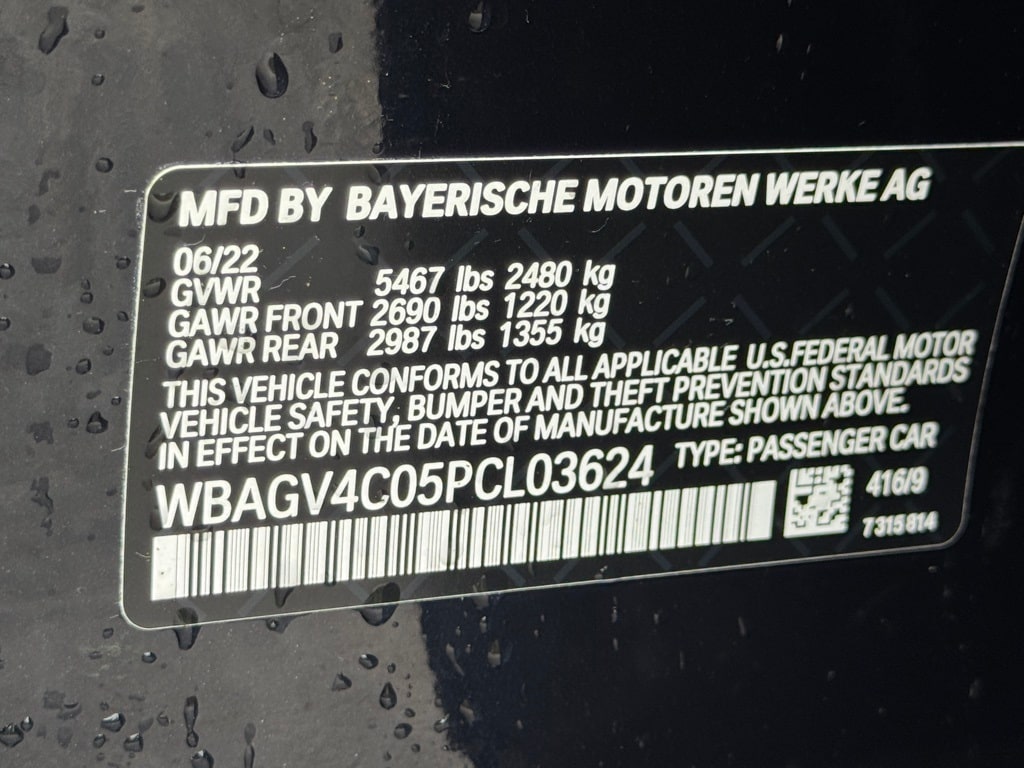 MFD BY BAYERISCHE MOTOREN WERKE AG
06/22
GVWR 5467 lbs 2480 kg
GAWR FRONT 2690 lbs 1220 kg
GAWR REAR 2987 lbs 1355 kg
THIS VEHICLE CONFORMS TO ALL APPLICABLE U.S.FEDERAL MOTOR
VEHICLE SAFETY, BUMPER AND THEFT PREVENTION STANDARDS
IN EFFECT ON THE DATE OF MANUFACTURE SHOWN ABOVE.
WBAGV4C05PCL03624 TYPE: PASSENGER CAR
416/9
7315814